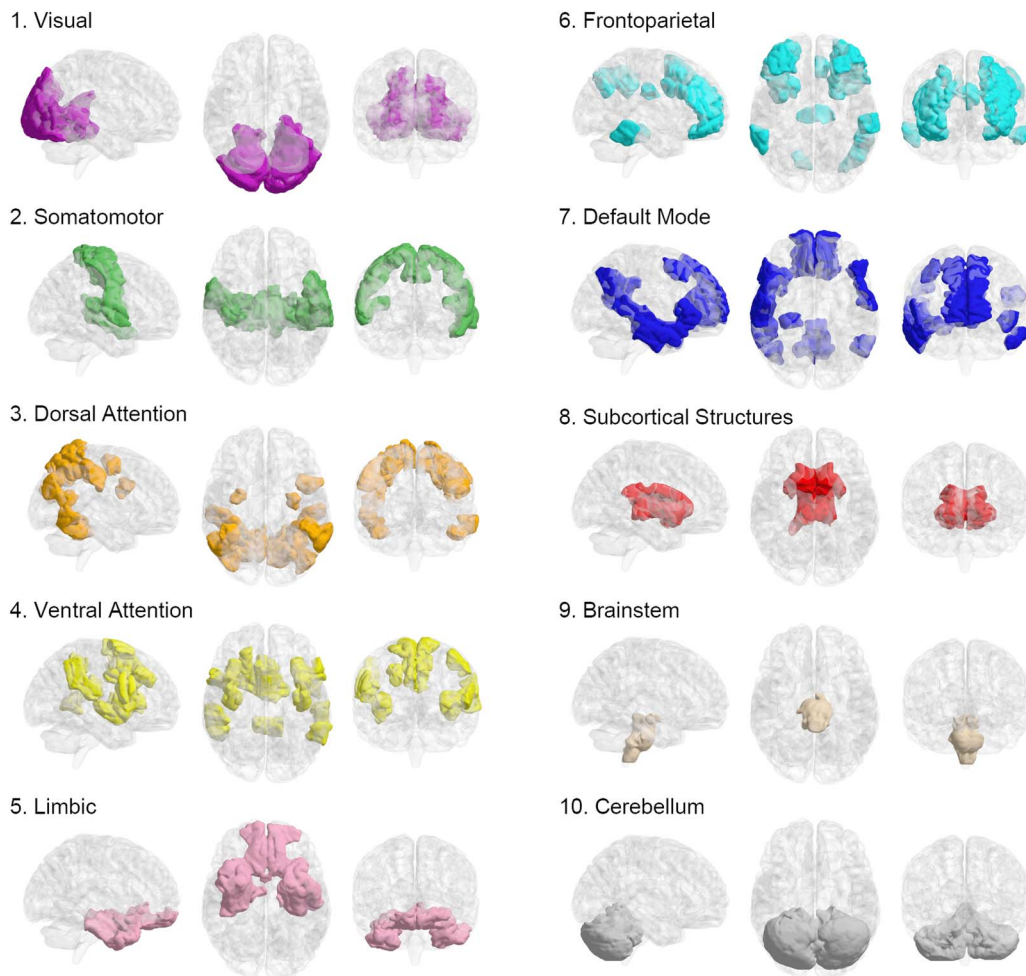 1. Visual
2. Somatomotor
3. Dorsal Attention
4. Ventral Attention
5. Limbic
6. Frontoparietal
7. Default Mode
8. Subcortical Structures
9. Brainstem
10. Cerebellum